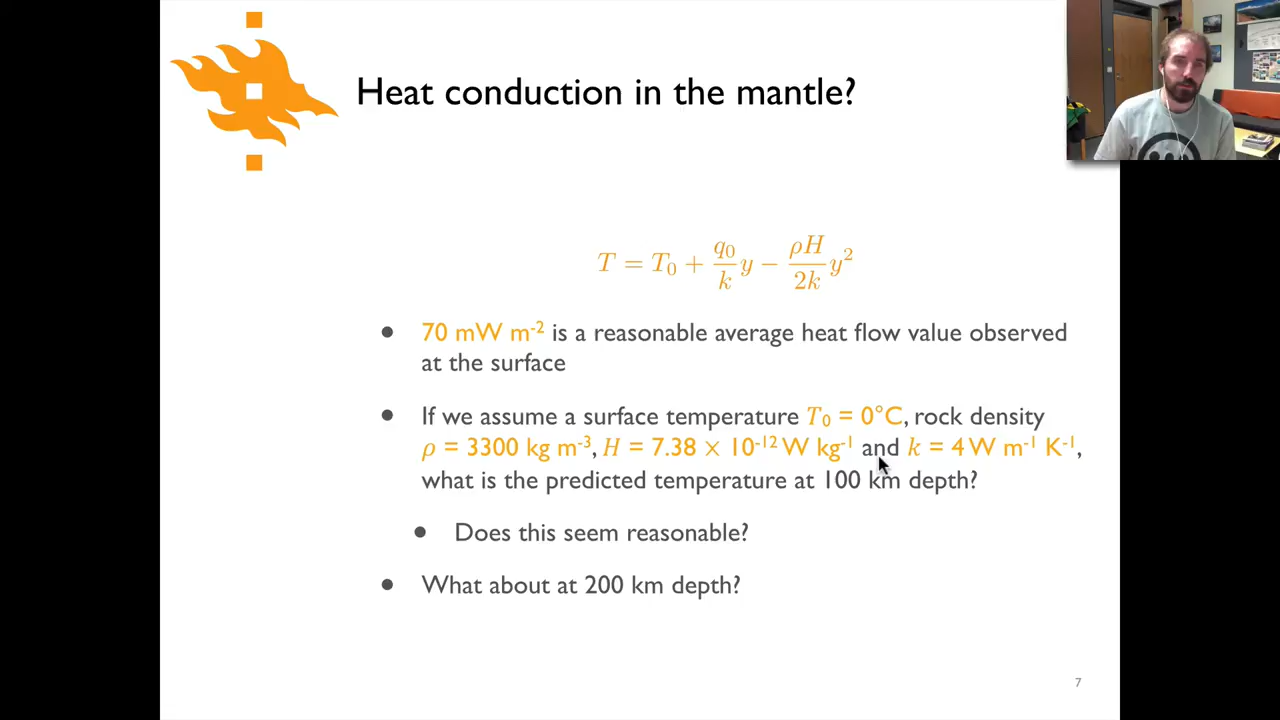 Heat conduction in the mantle?
T = T₀ + q₀/k y − ρH/2k y²
● 70 mW m⁻² is a reasonable average heat flow value observed
at the surface
● If we assume a surface temperature T₀ = 0°C, rock density
ρ = 3300 kg m⁻³, H = 7.38 × 10⁻¹² W kg⁻¹ and k = 4 W m⁻¹ K⁻¹,
what is the predicted temperature at 100 km depth?
● Does this seem reasonable?
● What about at 200 km depth?
7